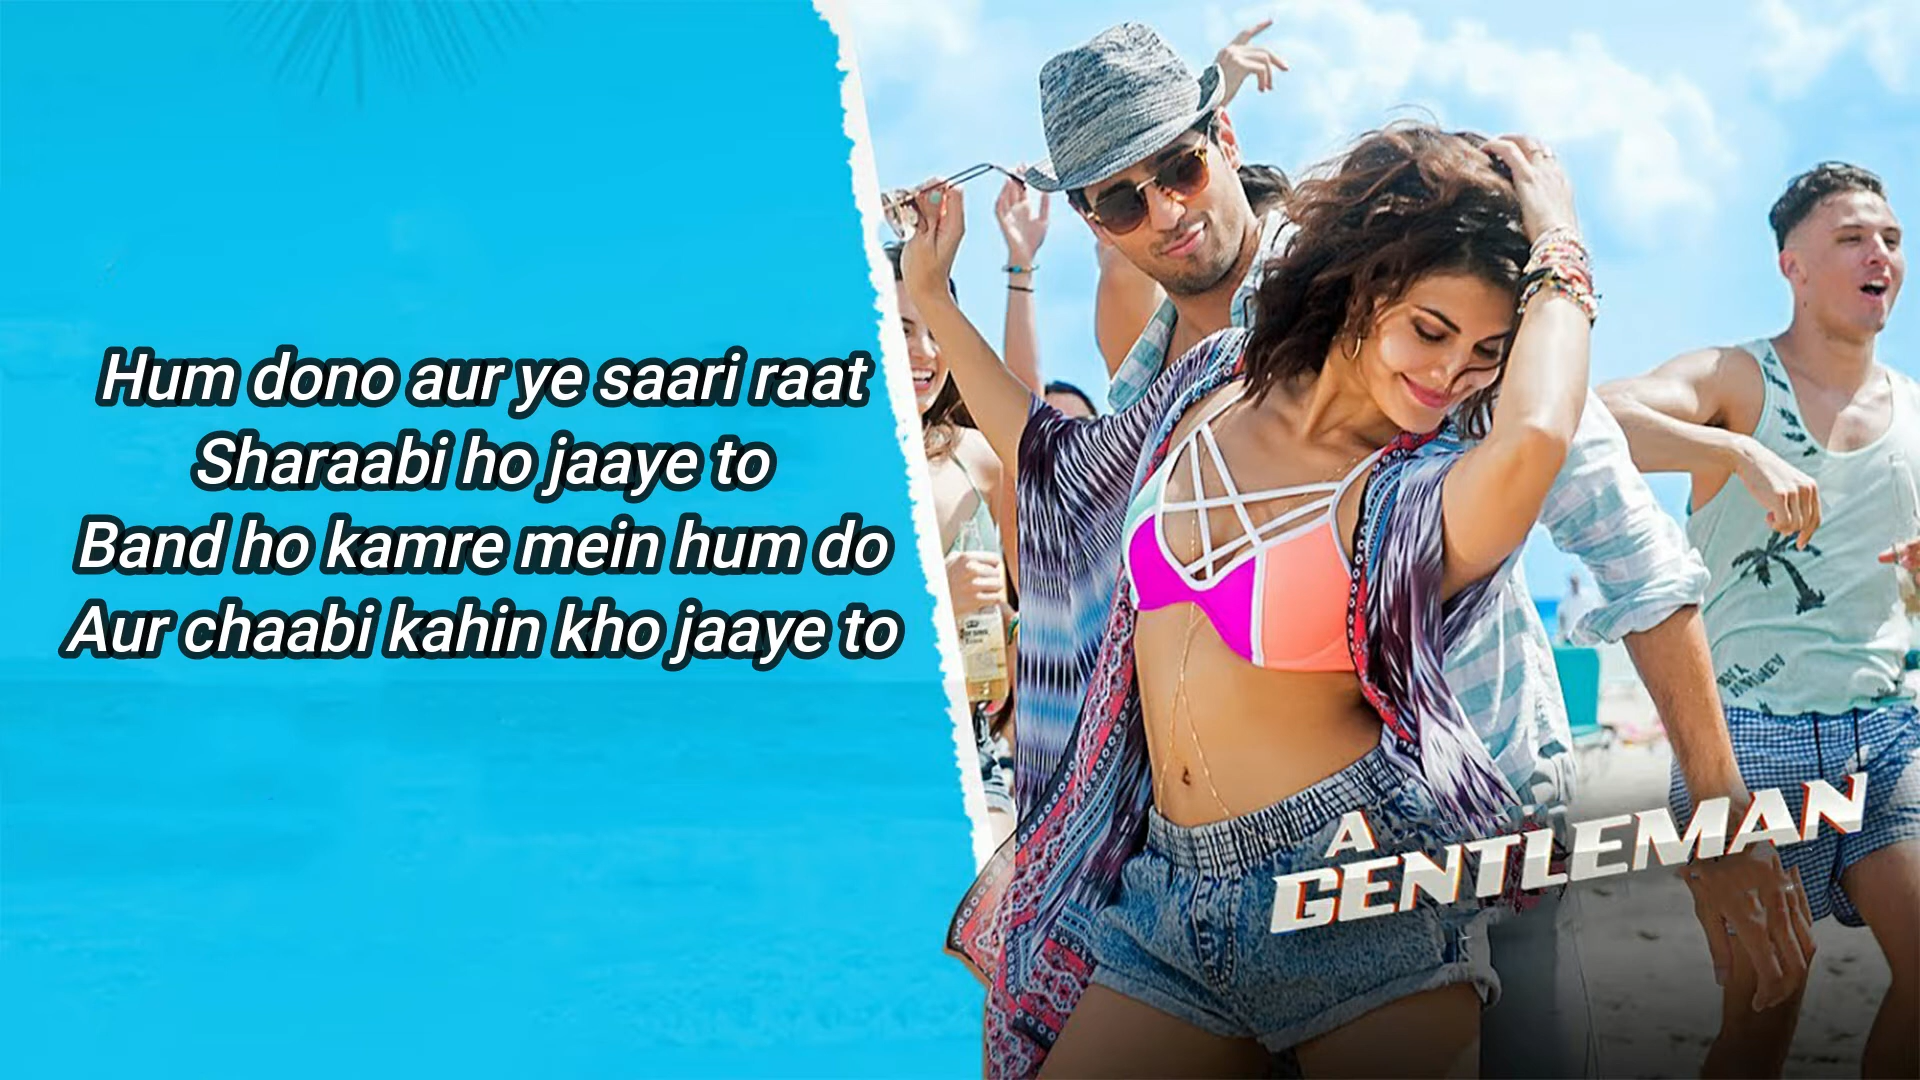 Hum dono aur ye saari raat
Sharaabi ho jaaye to
Band ho kamre mein hum do
Aur chaabi kahin kho jaaye to
A
GENTLEMAN